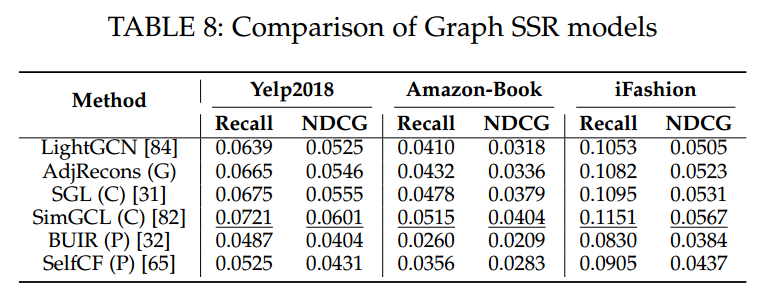 TABLE 8: Comparison of Graph SSR models
Method Yelp2018 Amazon-Book iFashion
Recall NDCG Recall NDCG Recall NDCG
LightGCN [84] 0.0639 0.0525 0.0410 0.0318 0.1053 0.0505
AdjRecons (G) 0.0665 0.0546 0.0432 0.0336 0.1082 0.0523
SGL (C) [31] 0.0675 0.0555 0.0478 0.0379 0.1095 0.0531
SimGCL (C) [82] 0.0721 0.0601 0.0515 0.0404 0.1151 0.0567
BUIR (P) [32] 0.0487 0.0404 0.0260 0.0209 0.0830 0.0384
SelfCF (P) [65] 0.0525 0.0431 0.0356 0.0283 0.0905 0.0437